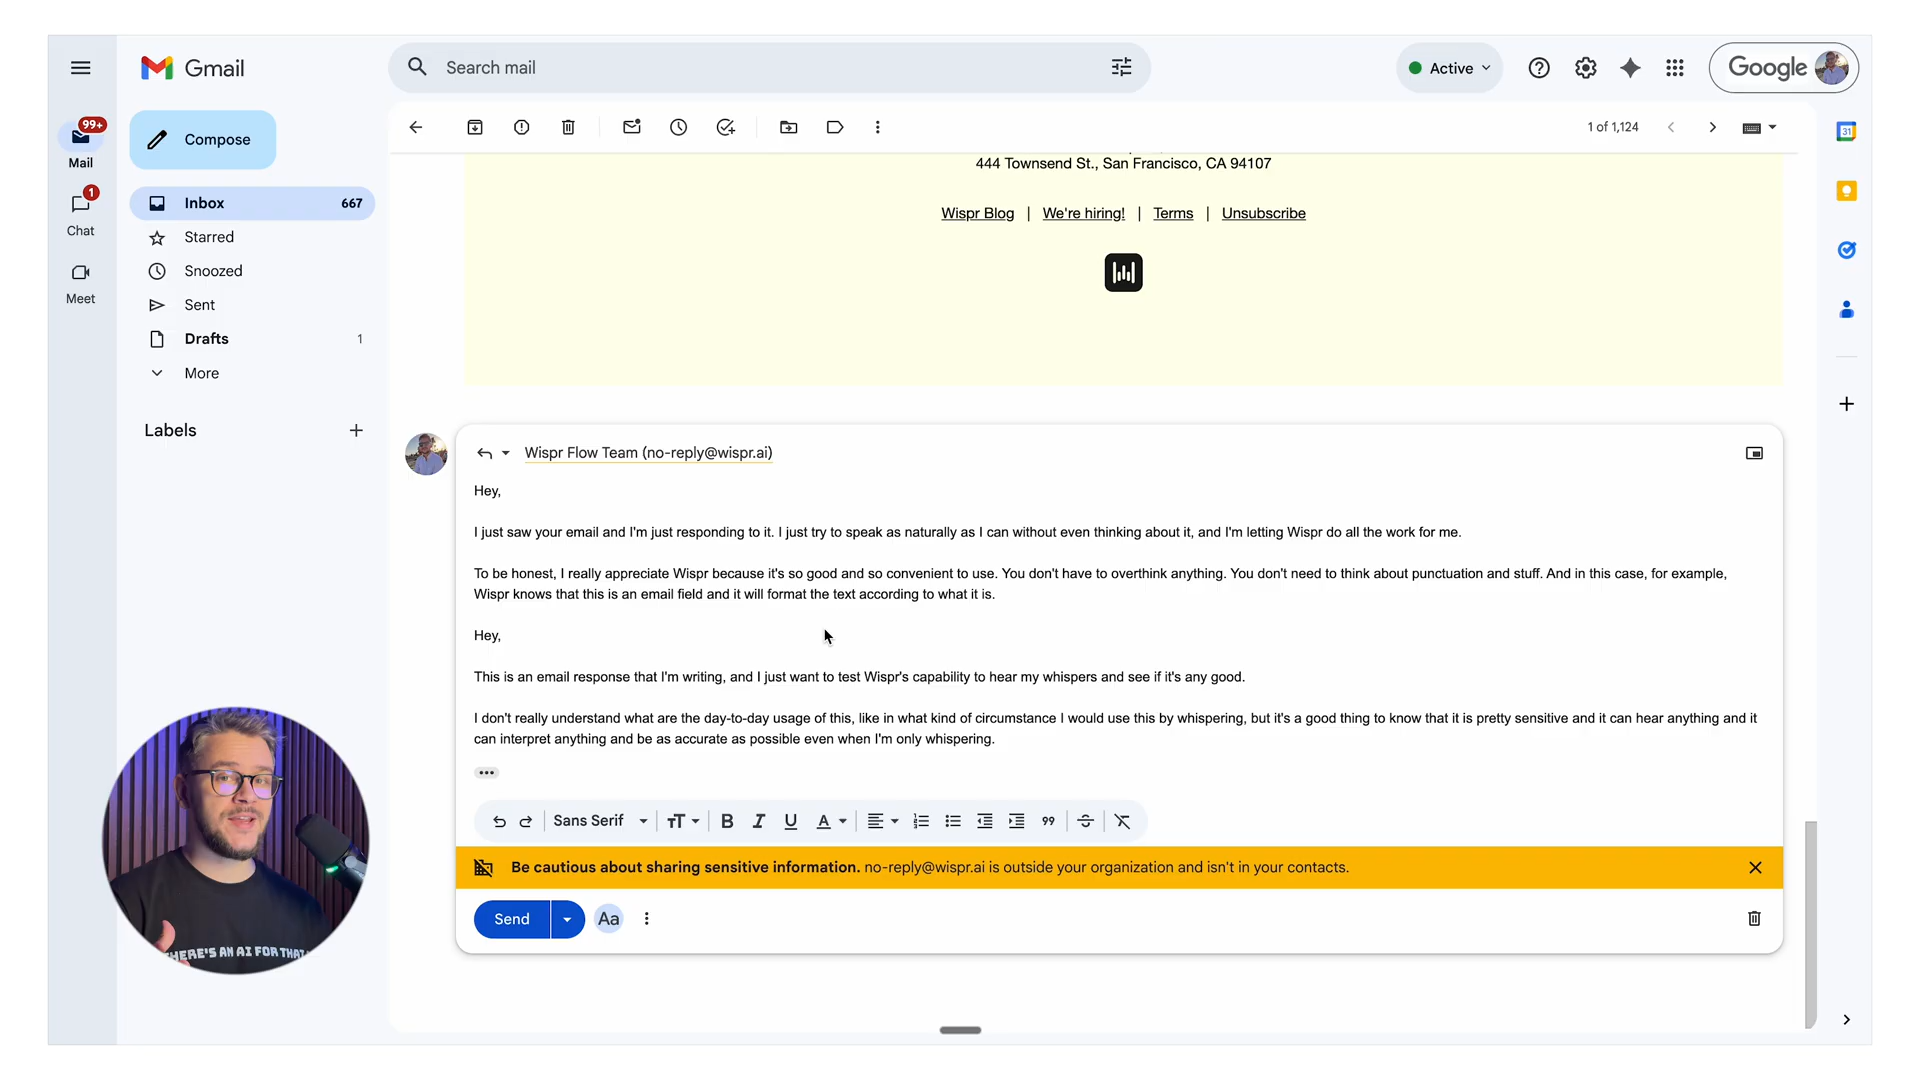 Gmail
Search mail
Active
Google
99+
Mail
Compose
1 of 1,124
31
1
Chat
Inbox 667
Starred
Snoozed
Meet
Sent
Drafts 1
More
Labels
444 Townsend St., San Francisco, CA 94107
Wispr Blog | We're hiring! | Terms | Unsubscribe
Wispr Flow Team (no-reply@wispr.ai)
Hey,
I just saw your email and I'm just responding to it. I just try to speak as naturally as I can without even thinking about it, and I'm letting Wispr do all the work for me.
To be honest, I really appreciate Wispr because it's so good and so convenient to use. You don't have to overthink anything. You don't need to think about punctuation and stuff. And in this case, for example,
Wispr knows that this is an email field and it will format the text according to what it is.
Hey,
This is an email response that I'm writing, and I just want to test Wispr's capability to hear my whispers and see if it's any good.
I don't really understand what are the day-to-day usage of this, like in what kind of circumstance I would use this by whispering, but it's a good thing to know that it is pretty sensitive and it can hear anything and it
can interpret anything and be as accurate as possible even when I'm only whispering.
Sans Serif
B I U A
Be cautious about sharing sensitive information. no-reply@wispr.ai is outside your organization and isn't in your contacts.
Send
Aa
HERE'S AN AI FOR THA